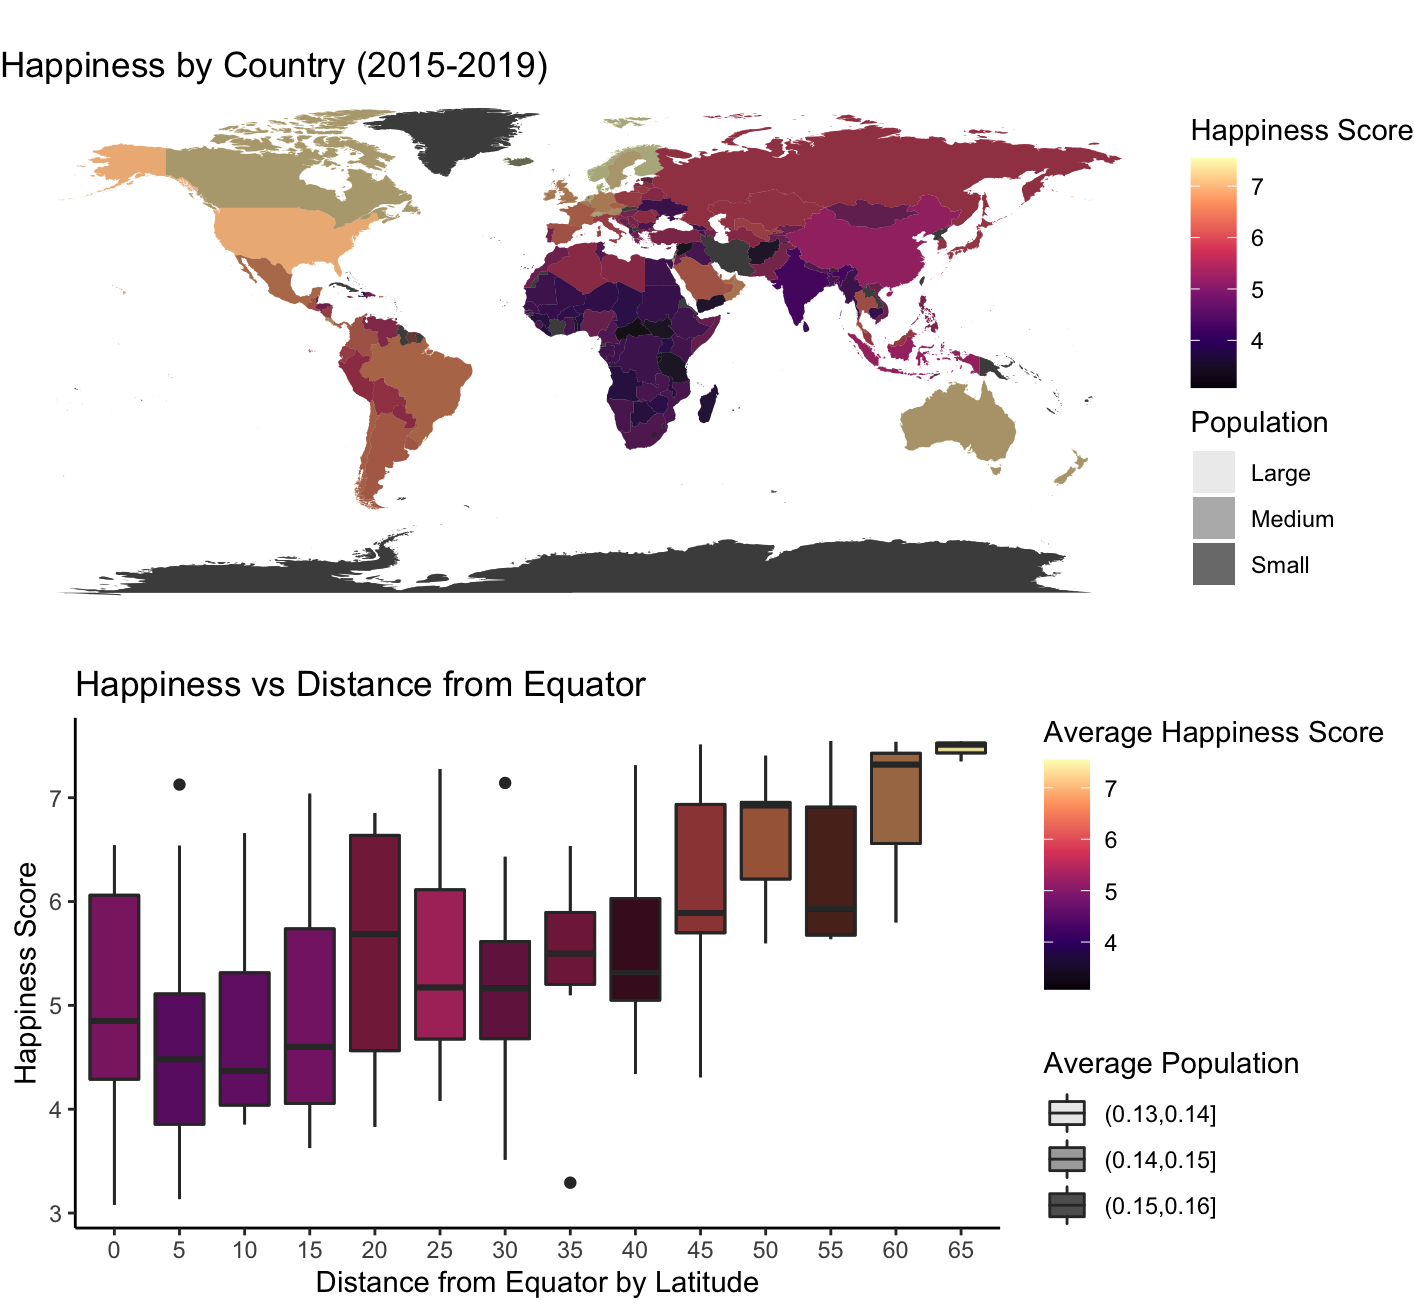 Happiness by Country (2015-2019)
Happiness Score
7
6
5
4
Population
Large
Medium
Small
Happiness vs Distance from Equator
Happiness Score
7
6
5
4
3
0 5 10 15 20 25 30 35 40 45 50 55 60 65
Distance from Equator by Latitude
Average Happiness Score
7
6
5
4
Average Population
(0.13,0.14]
(0.14,0.15]
(0.15,0.16]